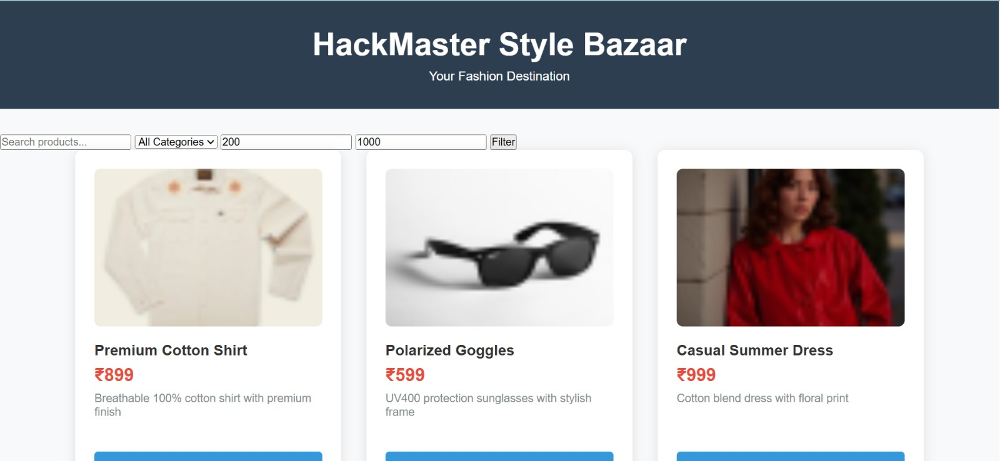 HackMaster Style Bazaar
Your Fashion Destination
Search products... All Categories 200 1000 Filter
Premium Cotton Shirt
₹899
Breathable 100% cotton shirt with premium
finish
Polarized Goggles
₹599
UV400 protection sunglasses with stylish
frame
Casual Summer Dress
₹999
Cotton blend dress with floral print